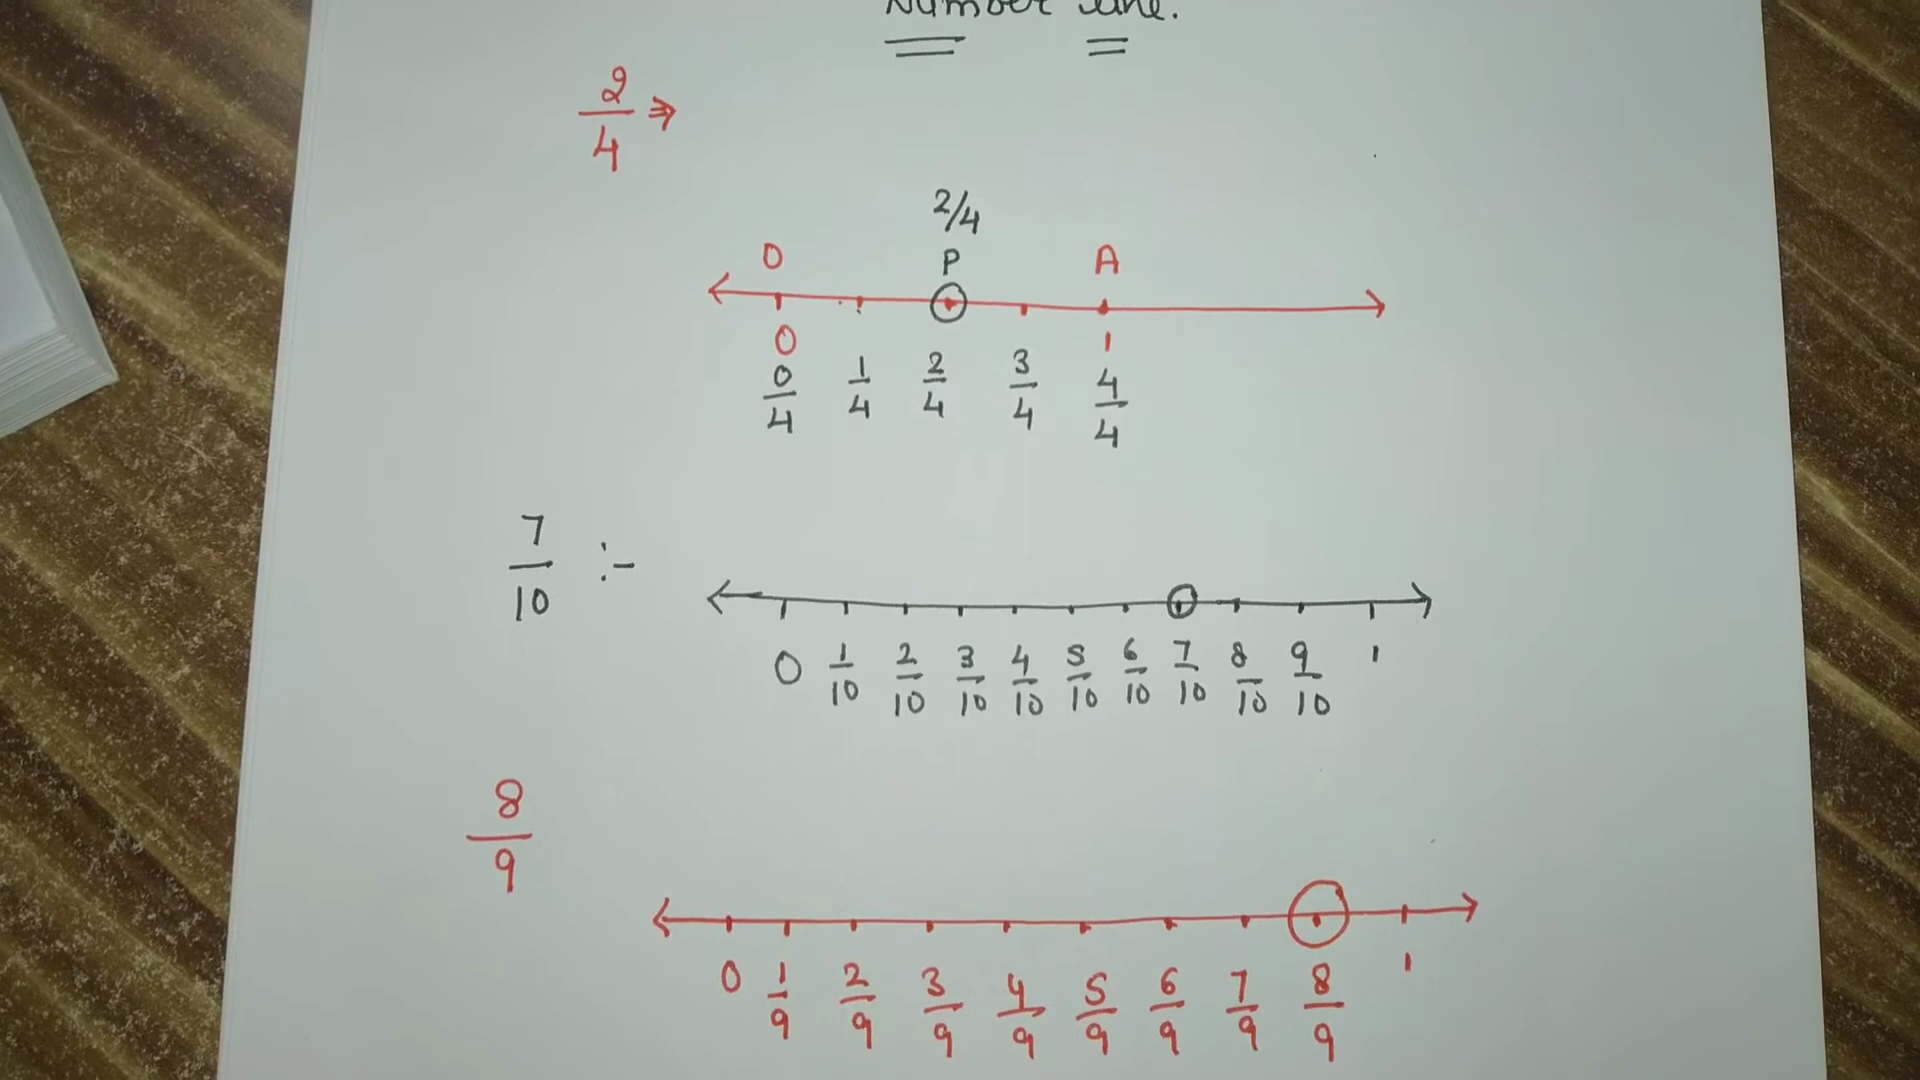 Number Line.
2/4 ⇒
2/4
O P A
0 1
0/4 1/4 2/4 3/4 4/4
7/10 :-
0 1/10 2/10 3/10 4/10 5/10 6/10 7/10 8/10 9/10 1
8/9
0 1/9 2/9 3/9 4/9 5/9 6/9 7/9 8/9 1